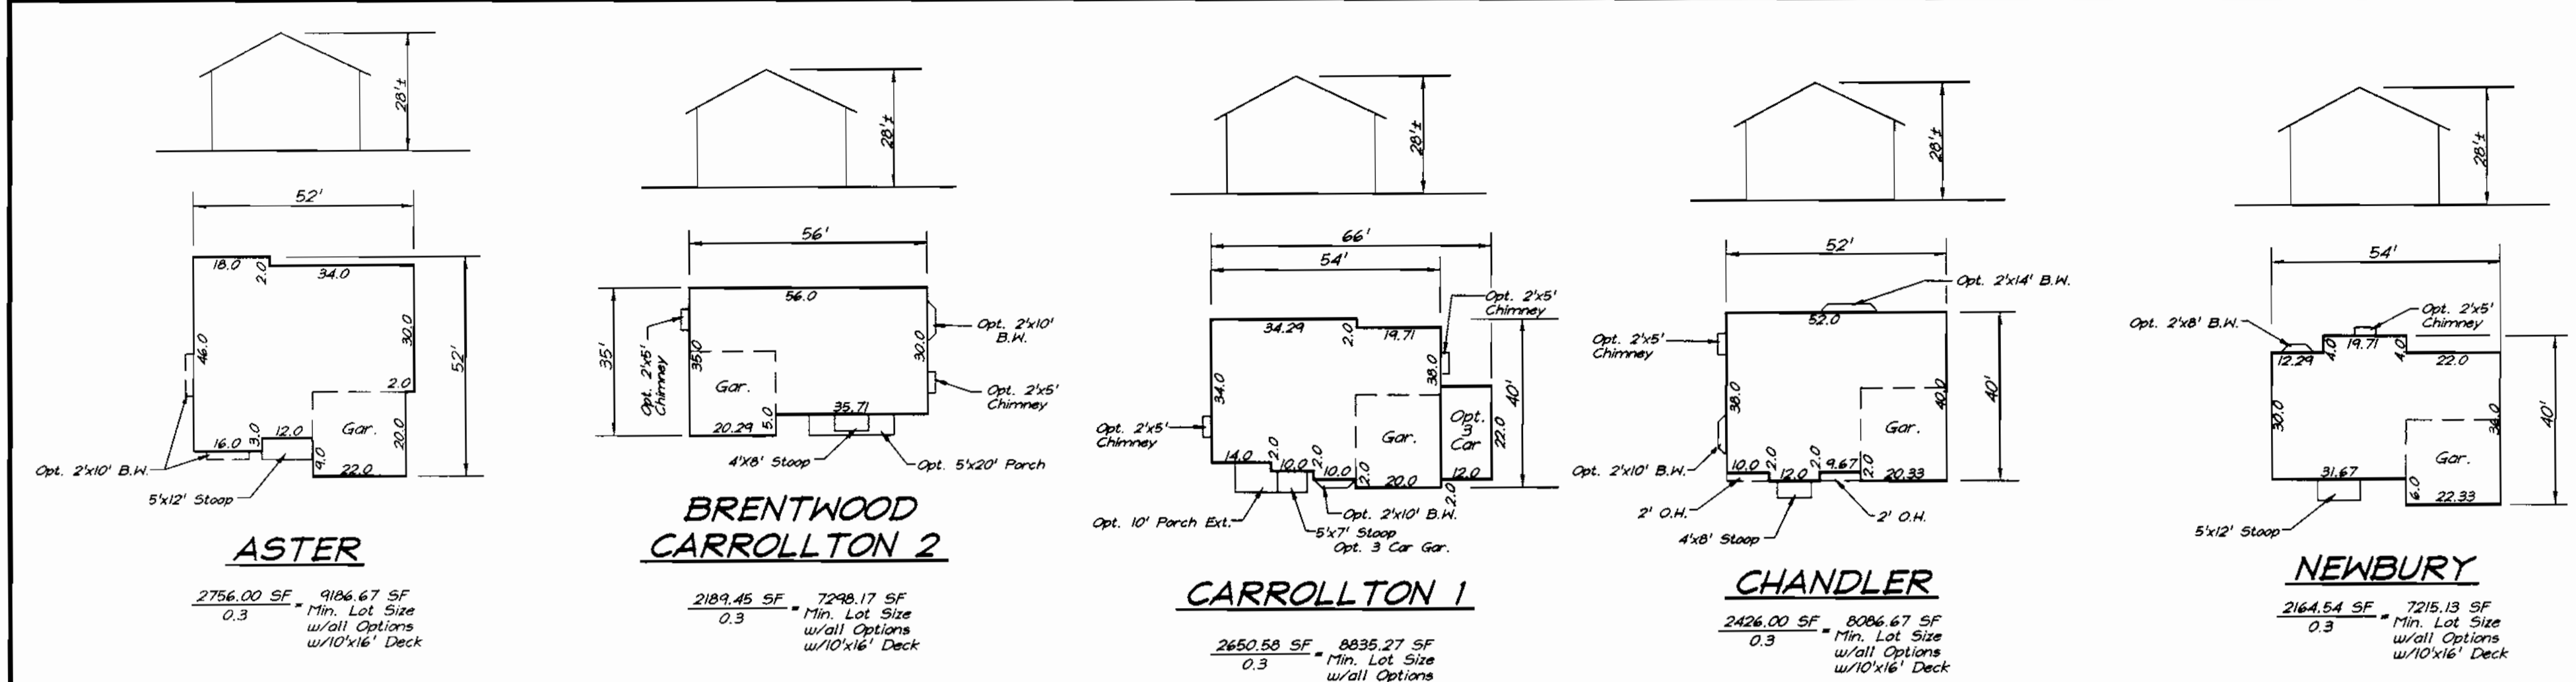 28'±
52'
18.0
2.0
34.0
46.0
30.0
52'
2.0
3.0
12.0
Gar.
20.0
16.0
9.0
22.0
Opt. 2'x10' B.W.
5'x12' Stoop
ASTER
2756.00 SF
0.3
= 9186.67 SF
Min. Lot Size
w/all Options
w/10'x16' Deck
28'±
56'
56.0
35'
Opt. 2'x5'
Chimney
35.0
30.0
Opt. 2'x10'
B.W.
Gar.
Opt. 2'x5'
Chimney
35.71
5.0
20.29
4'x8' Stoop
Opt. 5'x20' Porch
BRENTWOOD
CARROLLTON 2
2189.45 SF
0.3
= 7298.17 SF
Min. Lot Size
w/all Options
w/10'x16' Deck
28'±
66'
54'
Opt. 2'x5'
Chimney
34.29
2.0
19.71
34.0
38.0
40'
Opt. 2'x5'
Chimney
Gar.
Opt.
3
Car
22.0
14.0
2.0
10.0
2.0
10.0
2.0
20.0
12.0
2.0
Opt. 10' Porch Ext.
Opt. 2'x10' B.W.
5'x7' Stoop
Opt. 3 Car Gar.
CARROLLTON 1
2650.58 SF
0.3
= 8835.27 SF
Min. Lot Size
w/all Options
28'±
52'
Opt. 2'x14' B.W.
52.0
Opt. 2'x5'
Chimney
38.0
40.0
40'
Gar.
Opt. 2'x10' B.W.
10.0
2.0
12.0
2.0
9.67
2.0
20.33
2' O.H.
2' O.H.
4'x8' Stoop
CHANDLER
2426.00 SF
0.3
= 8086.67 SF
Min. Lot Size
w/all Options
w/10'x16' Deck
28'±
54'
Opt. 2'x8' B.W.
Opt. 2'x5'
Chimney
12.29
4.0
19.71
4.0
22.0
30.0
36.0
40'
Gar.
31.67
6.0
22.33
5'x12' Stoop
NEWBURY
2164.54 SF
0.3
= 7215.13 SF
Min. Lot Size
w/all Options
w/10'x16' Deck